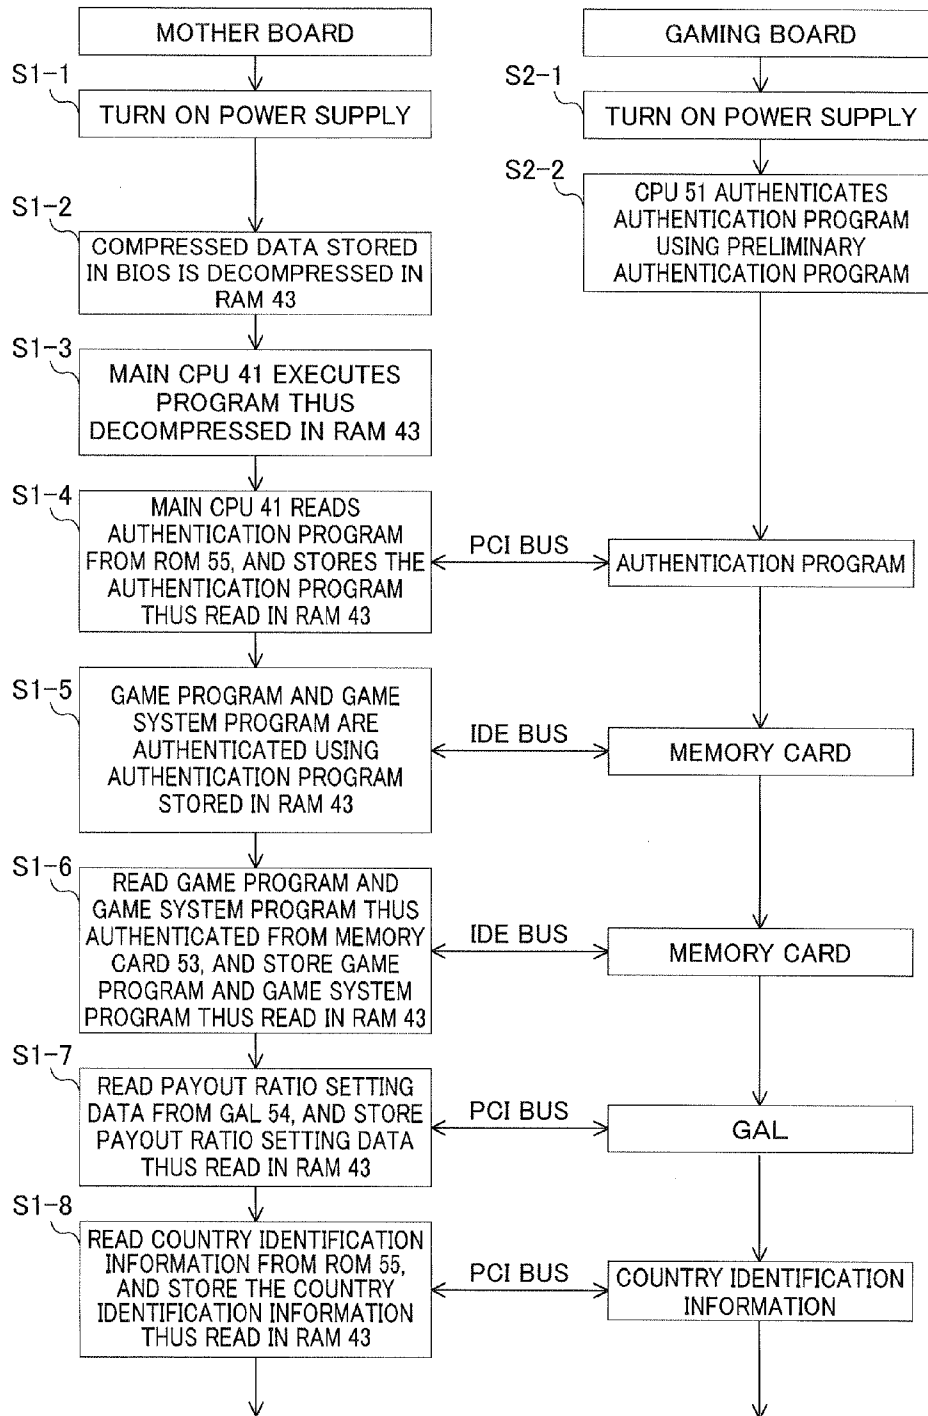 MOTHER BOARD
GAMING BOARD
S1-1
TURN ON POWER SUPPLY
S2-1
TURN ON POWER SUPPLY
S2-2
CPU 51 AUTHENTICATES
AUTHENTICATION PROGRAM
USING PRELIMINARY
AUTHENTICATION PROGRAM
S1-2
COMPRESSED DATA STORED
IN BIOS IS DECOMPRESSED IN
RAM 43
S1-3
MAIN CPU 41 EXECUTES
PROGRAM THUS
DECOMPRESSED IN RAM 43
S1-4
MAIN CPU 41 READS
AUTHENTICATION PROGRAM
FROM ROM 55, AND STORES THE
AUTHENTICATION PROGRAM
THUS READ IN RAM 43
PCI BUS
AUTHENTICATION PROGRAM
S1-5
GAME PROGRAM AND GAME
SYSTEM PROGRAM ARE
AUTHENTICATED USING
AUTHENTICATION PROGRAM
STORED IN RAM 43
IDE BUS
MEMORY CARD
S1-6
READ GAME PROGRAM AND
GAME SYSTEM PROGRAM THUS
AUTHENTICATED FROM MEMORY
CARD 53, AND STORE GAME
PROGRAM AND GAME SYSTEM
PROGRAM THUS READ IN RAM 43
IDE BUS
MEMORY CARD
S1-7
READ PAYOUT RATIO SETTING
DATA FROM GAL 54, AND STORE
PAYOUT RATIO SETTING DATA
THUS READ IN RAM 43
PCI BUS
GAL
S1-8
READ COUNTRY IDENTIFICATION
INFORMATION FROM ROM 55,
AND STORE THE COUNTRY
IDENTIFICATION INFORMATION
THUS READ IN RAM 43
PCI BUS
COUNTRY IDENTIFICATION
INFORMATION